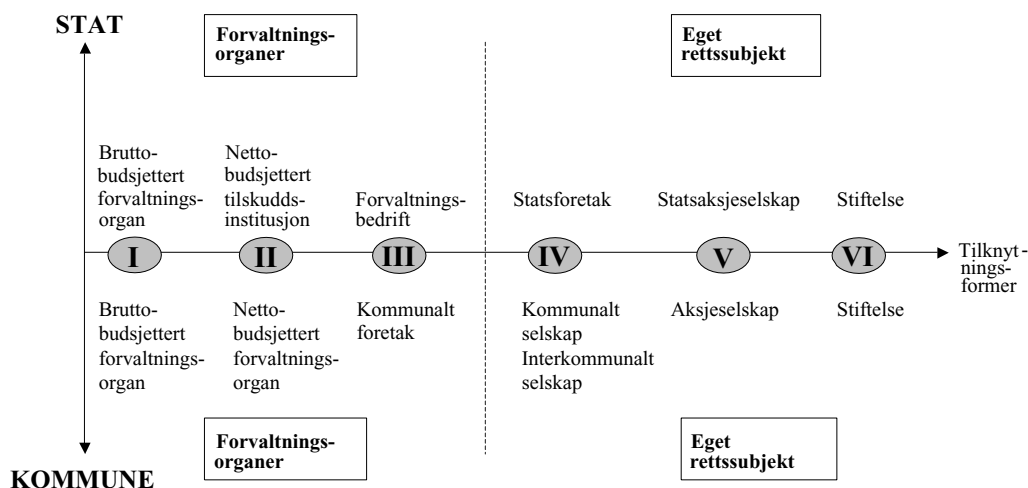 STAT
Forvaltnings-
organer
Eget
rettssubjekt
Brutto-
budsjettert
forvaltnings-
organ
Netto-
budsjettert
tilskudds-
institusjon
Forvaltnings-
bedrift
Statsforetak
Statsaksjeselskap
Stiftelse
I
II
III
IV
V
VI
Tilknyt-
nings-
former
Brutto-
budsjettert
forvaltnings-
organ
Netto-
budsjettert
forvaltnings-
organ
Kommunalt
foretak
Kommunalt
selskap
Interkommunalt
selskap
Aksjeselskap
Stiftelse
Forvaltnings-
organer
Eget
rettssubjekt
KOMMUNE